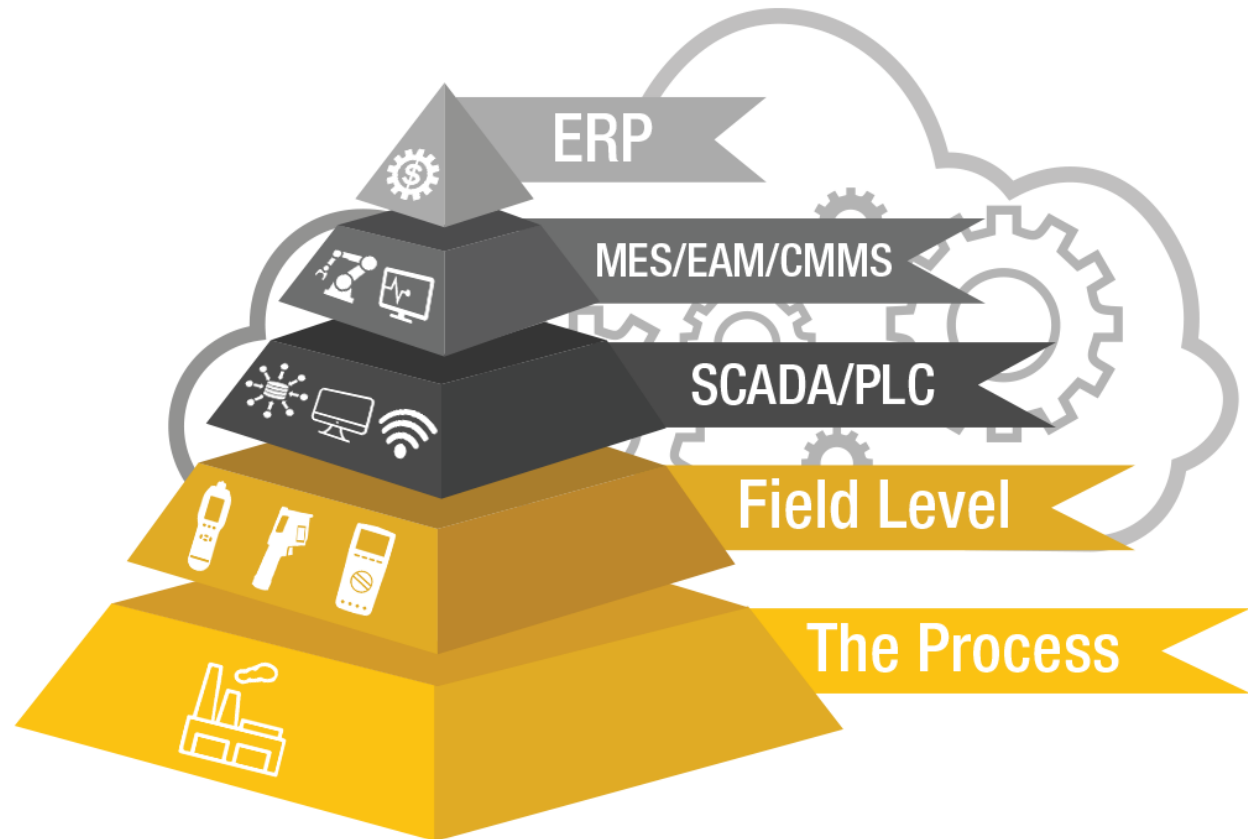 ERP
$
MES/EAM/CMMS
SCADA/PLC
Field Level
The Process